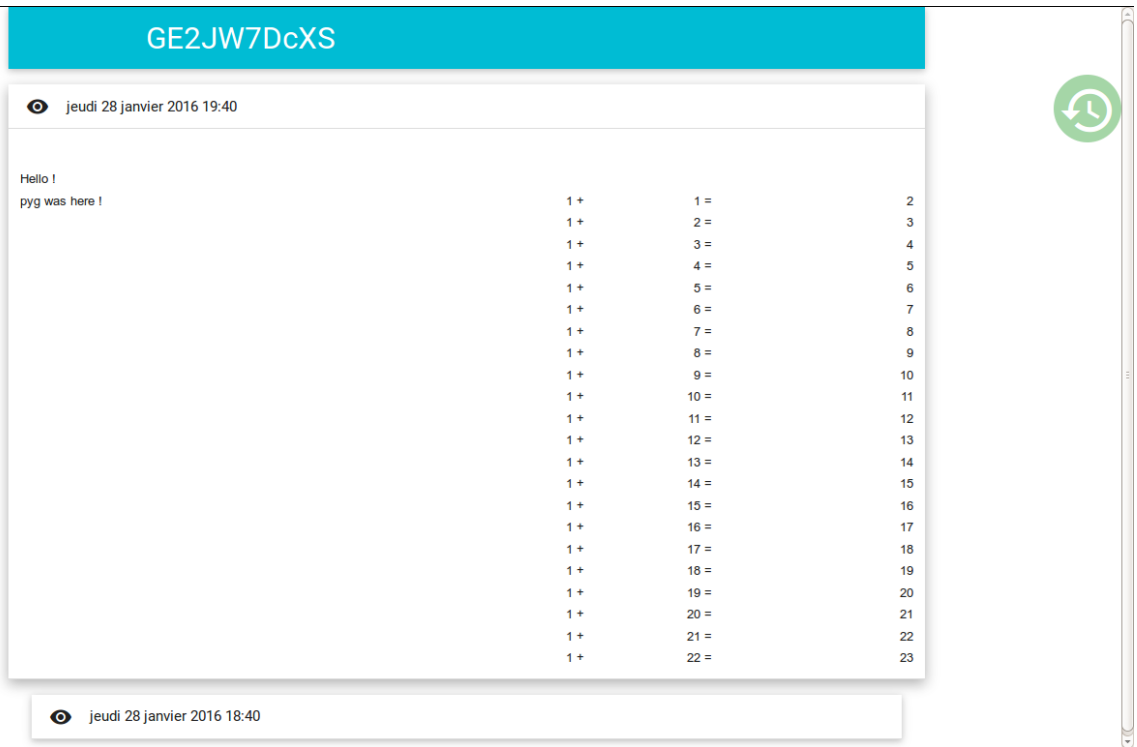 GE2JW7DcXS
jeudi 28 janvier 2016 19:40
Hello !
pyg was here ! 1 + 1 = 2
1 + 2 = 3
1 + 3 = 4
1 + 4 = 5
1 + 5 = 6
1 + 6 = 7
1 + 7 = 8
1 + 8 = 9
1 + 9 = 10
1 + 10 = 11
1 + 11 = 12
1 + 12 = 13
1 + 13 = 14
1 + 14 = 15
1 + 15 = 16
1 + 16 = 17
1 + 17 = 18
1 + 18 = 19
1 + 19 = 20
1 + 20 = 21
1 + 21 = 22
1 + 22 = 23
jeudi 28 janvier 2016 18:40